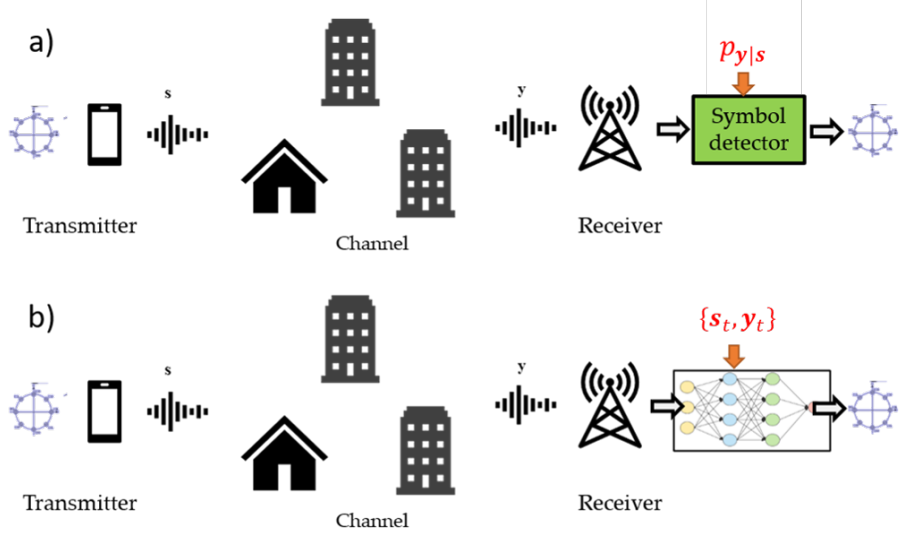 a)
s
y
p_{y|s}
Symbol
detector
Transmitter
Channel
Receiver
b)
s
y
{s_t, y_t}
Transmitter
Channel
Receiver